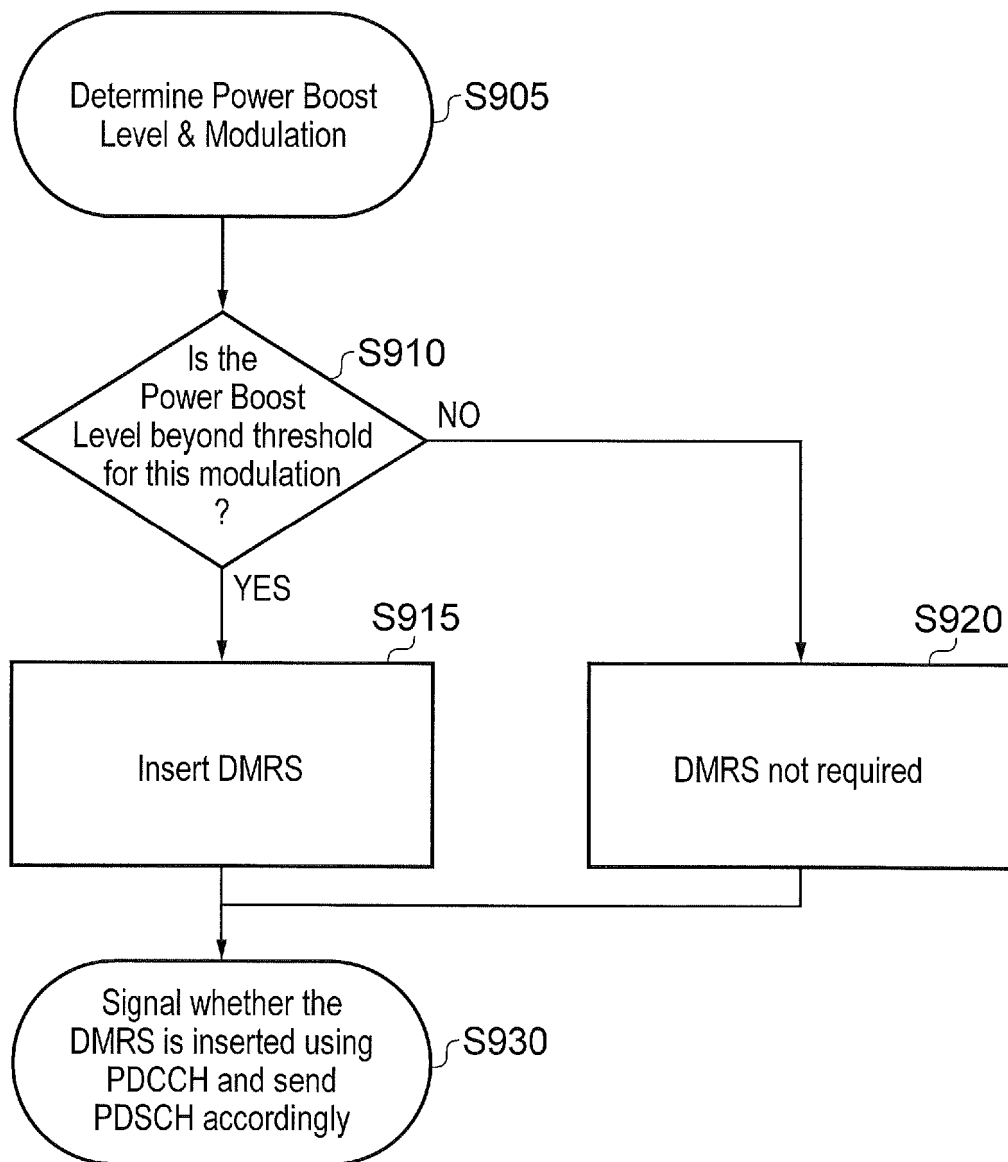 Determine Power Boost
Level & Modulation
S905
Is the
Power Boost
Level beyond threshold
for this modulation
?
S910
NO
YES
S915
Insert DMRS
S920
DMRS not required
Signal whether the
DMRS is inserted using
PDCCH and send
PDSCH accordingly
S930